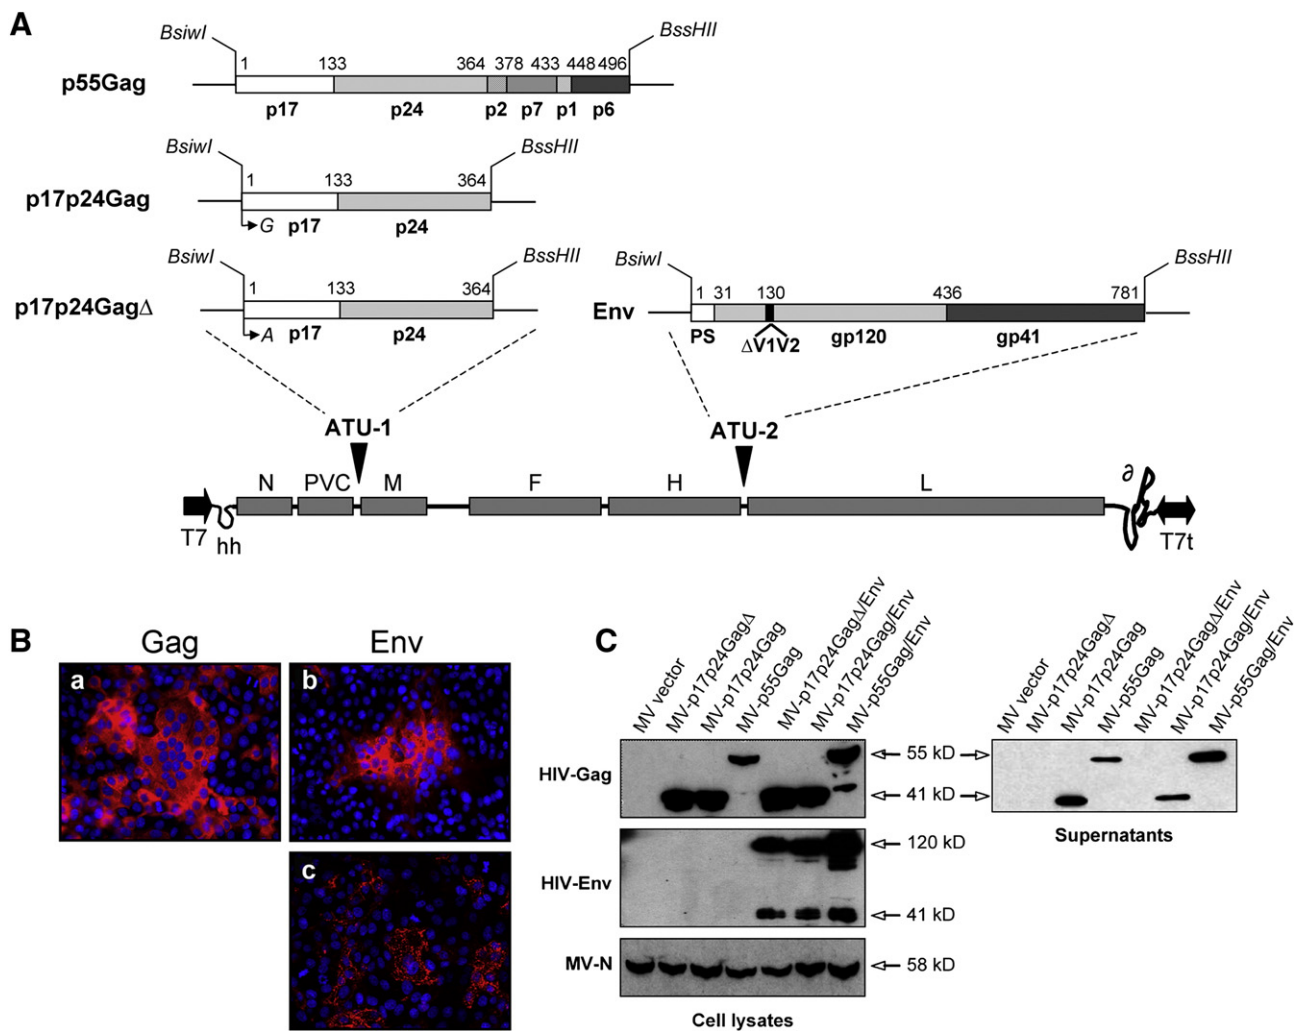 A
BsiwI
BssHII
p55Gag
1 133 364 378 433 448 496
p17 p24 p2 p7 p1 p6
BsiwI
BssHII
p17p24Gag
1 133 364
G p17 p24
BsiwI
BssHII
p17p24GagΔ
1 133 364
A p17 p24
BsiwI
BssHII
Env
1 31 130 436 781
PS ΔV1V2 gp120 gp41
ATU-1
ATU-2
N PVC M F H L ∂
T7 hh T7t
B
Gag Env
a
b
c
C
MV vector
MV-p17p24GagΔ
MV-p17p24Gag
MV-p55Gag
MV-p17p24GagΔ/Env
MV-p17p24Gag/Env
MV-p55Gag/Env
MV vector
MV-p17p24GagΔ
MV-p17p24Gag
MV-p55Gag
MV-p17p24GagΔ/Env
MV-p17p24Gag/Env
MV-p55Gag/Env
HIV-Gag
55 kD
41 kD
Supernatants
HIV-Env
120 kD
41 kD
MV-N
58 kD
Cell lysates